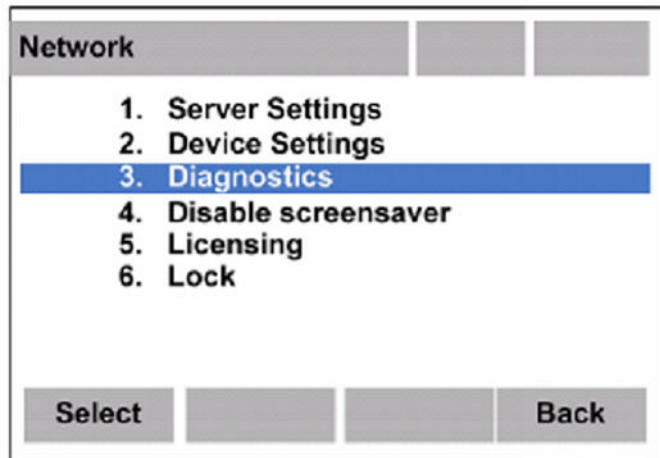 Network
1. Server Settings
2. Device Settings
3. Diagnostics
4. Disable screensaver
5. Licensing
6. Lock
Select Back